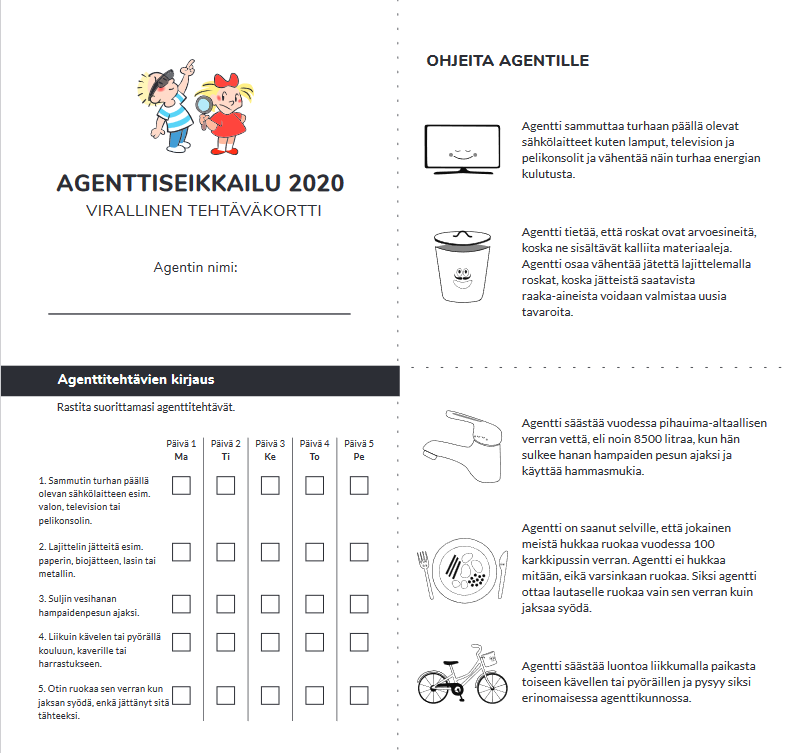 AGENTTISEIKKAILU 2020
VIRALLINEN TEHTÄVÄKORTTI
Agentin nimi:
OHJEITA AGENTILLE
Agentti sammuttaa turhaan päällä olevat
sähkölaitteet kuten lamput, television ja
pelikonsolit ja vähentää näin turhaa energian
kulutusta.
Agentti tietää, että roskat ovat arvoesineitä,
koska ne sisältävät kalliita materiaaleja.
Agentti osaa vähentää jätettä lajittelemalla
roskat, koska jätteistä saatavista
raaka-aineista voidaan valmistaa uusia
tavaroita.
Agenttitehtävien kirjaus
Rastita suorittamasi agenttitehtävät.
Päivä 1 Päivä 2 Päivä 3 Päivä 4 Päivä 5
Ma Ti Ke To Pe
1. Sammutin turhan päällä
olevan sähkölaitteen esim.
valon, television tai
pelikonsolin.
2. Lajittelin jätteitä esim.
paperin, biojätteen, lasin tai
metallin.
3. Suljin vesihanan
hampaidenpesun ajaksi.
4. Liikuin kävelen tai pyörällä
kouluun, kaverille tai
harrastukseen.
5. Otin ruokaa sen verran kun
jaksan syödä, enkä jättänyt sitä
tähteeksi.
Agentti säästää vuodessa pihauima-altaallisen
verran vettä, eli noin 8500 litraa, kun hän
sulkee hanan hampaiden pesun ajaksi ja
käyttää hammasmukia.
Agentti on saanut selville, että jokainen
meistä hukkaa ruokaa vuodessa 100
karkkipussin verran. Agentti ei hukkaa
mitään, eikä varsinkaan ruokaa. Siksi agentti
ottaa lautaselle ruokaa vain sen verran kuin
jaksaa syödä.
Agentti säästää luontoa liikkumalla paikasta
toiseen kävellen tai pyöräillen ja pysyy siksi
erinomaisessa agenttikunnossa.